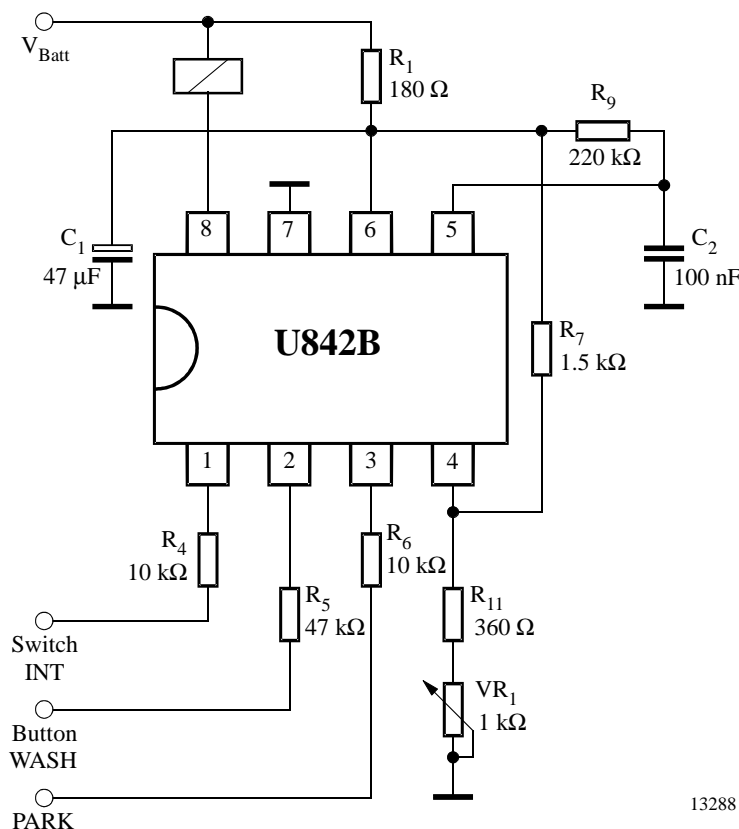 V_Batt
R_1
180 Ω
R_9
220 kΩ
8
7
6
5
C_1
47 μF
C_2
100 nF
U842B
R_7
1.5 kΩ
1
2
3
4
R_4
10 kΩ
R_6
10 kΩ
R_5
47 kΩ
R_11
360 Ω
Switch
INT
VR_1
1 kΩ
Button
WASH
PARK
13288